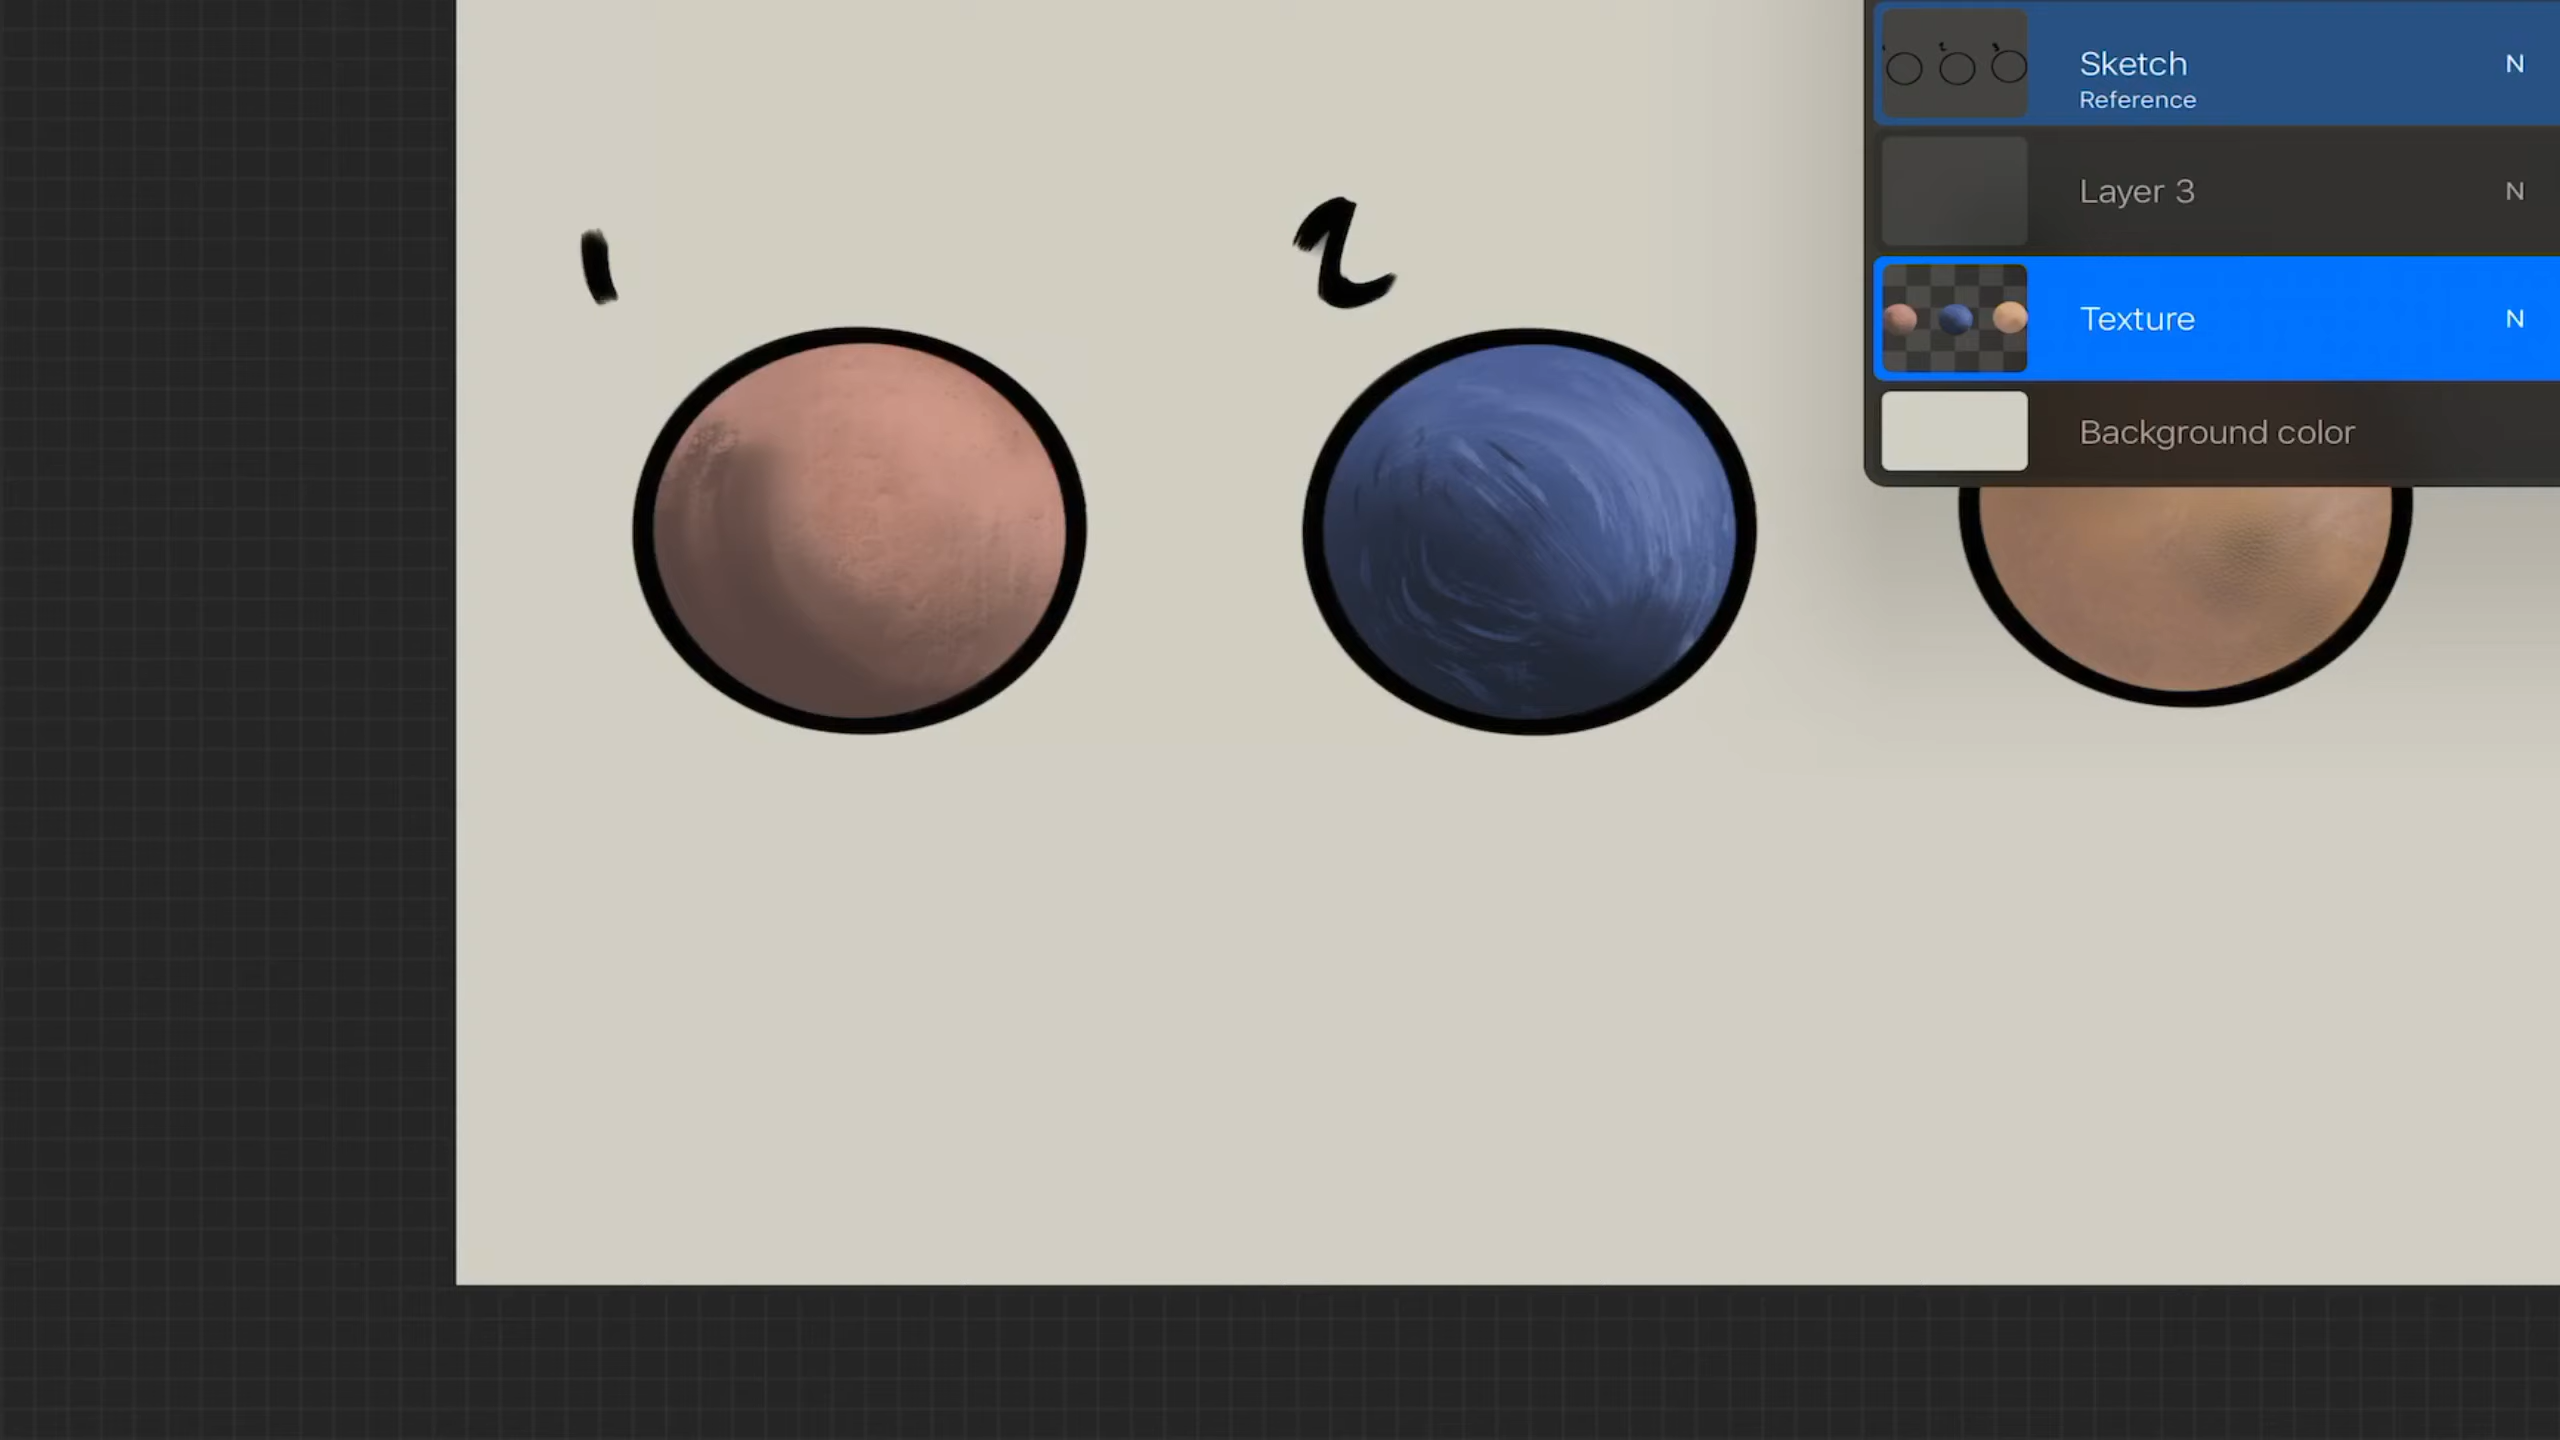 Sketch N
Reference
Layer 3 N
Texture N
Background color
1 2